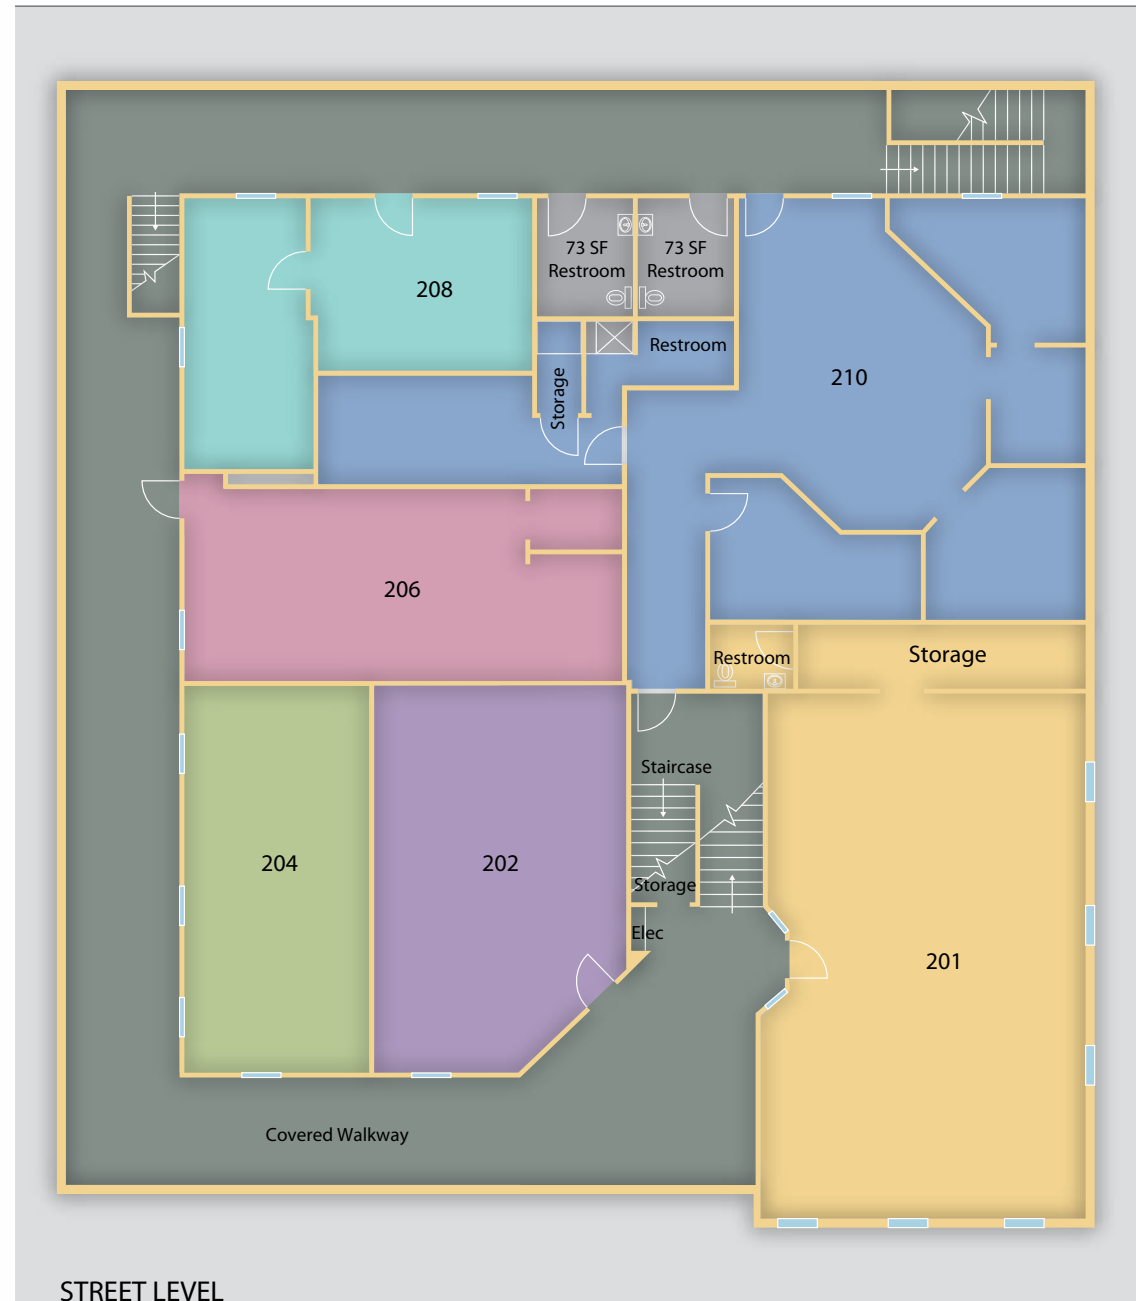 73 SF
Restroom
73 SF
Restroom
208
Restroom
210
Storage
206
Restroom
Storage
Staircase
204
202
Storage
Elec
201
Covered Walkway
STREET LEVEL